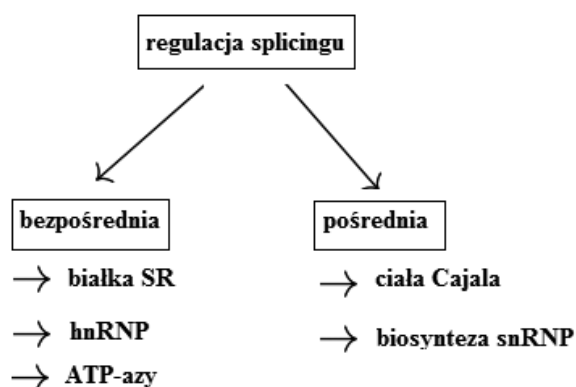 regulacja splicingu
bezpośrednia
białka SR
hnRNP
ATP-azy
pośrednia
ciała Cajala
biosynteza snRNP